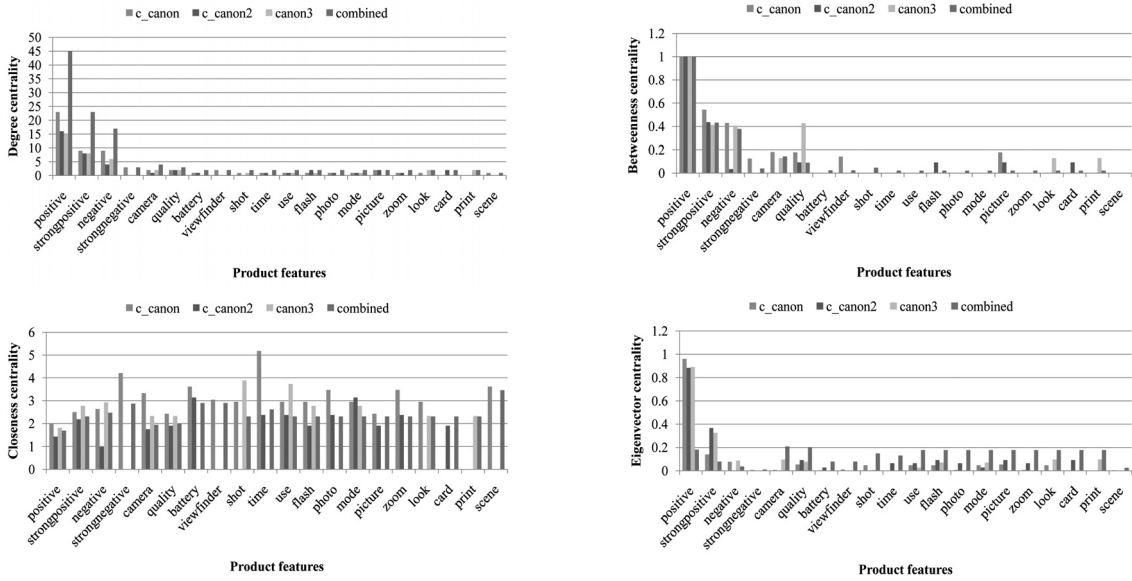 c_canon c_canon2 canon3 combined
Degree centrality
50
45
40
35
30
25
20
15
10
5
0
positive
strongpositive
negative
strongnegative
camera
quality
battery
viewfinder
shot
time
use
flash
photo
mode
picture
zoom
look
card
print
scene
Product features
c_canon c_canon2 canon3 combined
Betweenness centrality
1.2
1
0.8
0.6
0.4
0.2
0
positive
strongpositive
negative
strongnegative
camera
quality
battery
viewfinder
shot
time
use
flash
photo
mode
picture
zoom
look
card
print
scene
Product features
c_canon c_canon2 canon3 combined
Closeness centrality
6
5
4
3
2
1
0
positive
strongpositive
negative
strongnegative
camera
quality
battery
viewfinder
shot
time
use
flash
photo
mode
picture
zoom
look
card
print
scene
Product features
c_canon c_canon2 canon3 combined
Eigenvector centrality
1.2
1
0.8
0.6
0.4
0.2
0
positive
strongpositive
negative
strongnegative
camera
quality
battery
viewfinder
shot
time
use
flash
photo
mode
picture
zoom
look
card
print
scene
Product features